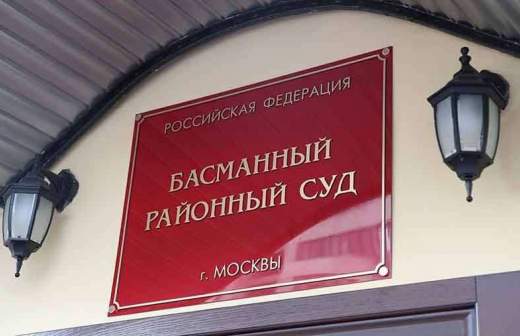 РОССИЙСКАЯ ФЕДЕРАЦИЯ
БАСМАННЫЙ
РАЙОННЫЙ СУД
г. МОСКВЫ